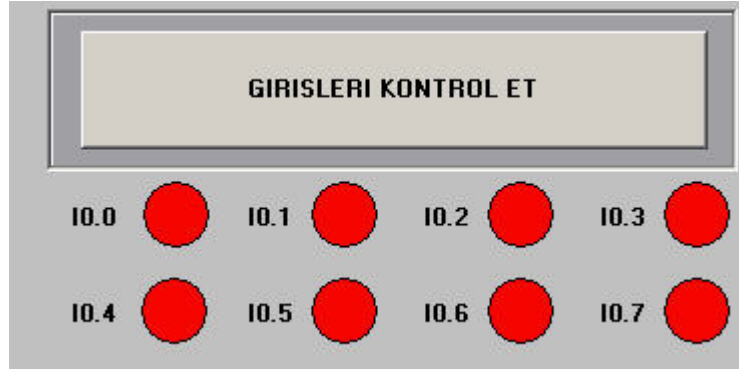 GIRISLERI KONTROL ET
I0.0 I0.1 I0.2 I0.3
I0.4 I0.5 I0.6 I0.7